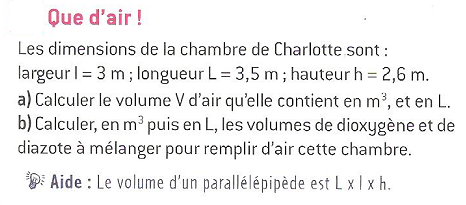 Que d'air !
Les dimensions de la chambre de Charlotte sont :
largeur l = 3 m ; longueur L = 3,5 m ; hauteur h = 2,6 m.
a) Calculer le volume V d'air qu'elle contient en m³, et en L.
b) Calculer, en m³ puis en L, les volumes de dioxygène et de
diazote à mélanger pour remplir d'air cette chambre.
Aide : Le volume d'un parallélépipède est L x l x h.